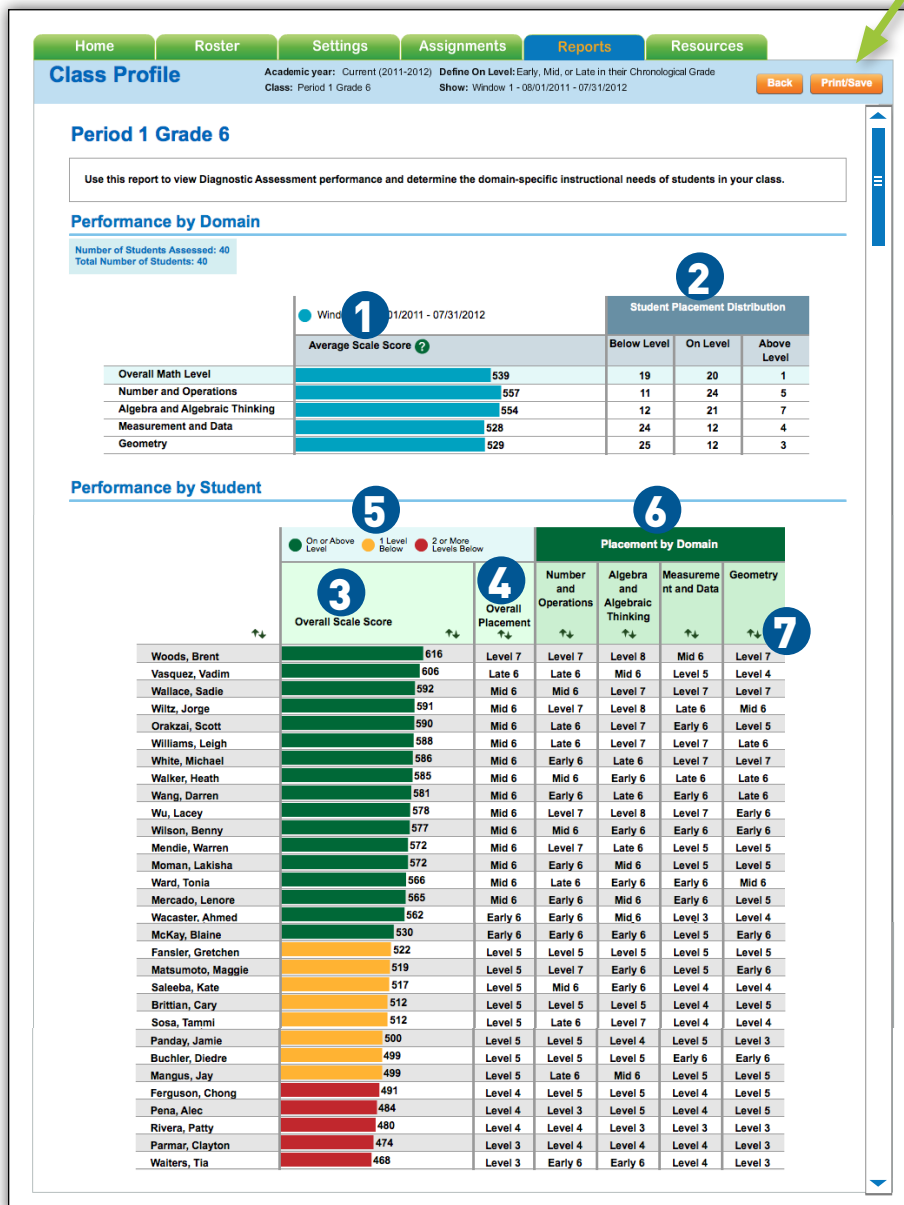 Home Roster Settings Assignments Reports Resources
Class Profile
Academic year: Current (2011-2012) Define On Level: Early, Mid, or Late in their Chronological Grade
Class: Period 1 Grade 6 Show: Window 1 - 08/01/2011 - 07/31/2012
Back Print/Save
Period 1 Grade 6
Use this report to view Diagnostic Assessment performance and determine the domain-specific instructional needs of students in your class.
Performance by Domain
Number of Students Assessed: 40
Total Number of Students: 40
1 2
Wind 01/2011 - 07/31/2012 Student Placement Distribution
Average Scale Score ? Below Level On Level Above
Level
Overall Math Level 539 19 20 1
Number and Operations 557 11 24 5
Algebra and Algebraic Thinking 554 12 21 7
Measurement and Data 528 24 12 4
Geometry 529 25 12 3
Performance by Student
5 6
On or Above Level 1 Level Below 2 or More Levels Below Placement by Domain
3 4 7
Overall Scale Score Overall Placement Number and Operations Algebra and Algebraic Thinking Measureme nt and Data Geometry
Woods, Brent 616 Level 7 Level 7 Level 8 Mid 6 Level 7
Vasquez, Vadim 606 Late 6 Late 6 Mid 6 Level 5 Level 4
Wallace, Sadie 592 Mid 6 Mid 6 Level 7 Level 7 Level 7
Wiltz, Jorge 591 Mid 6 Level 7 Level 8 Late 6 Mid 6
Orakzai, Scott 590 Mid 6 Late 6 Level 7 Early 6 Level 5
Williams, Leigh 588 Mid 6 Late 6 Level 7 Level 7 Late 6
White, Michael 586 Mid 6 Early 6 Late 6 Level 7 Level 7
Walker, Heath 585 Mid 6 Mid 6 Early 6 Late 6 Late 6
Wang, Darren 581 Mid 6 Early 6 Late 6 Early 6 Late 6
Wu, Lacey 578 Mid 6 Level 7 Level 8 Level 7 Early 6
Wilson, Benny 577 Mid 6 Mid 6 Early 6 Early 6 Early 6
Mendie, Warren 572 Mid 6 Level 7 Late 6 Level 5 Level 5
Moman, Lakisha 572 Mid 6 Early 6 Mid 6 Level 5 Level 5
Ward, Tonia 566 Mid 6 Late 6 Early 6 Early 6 Mid 6
Mercado, Lenore 565 Mid 6 Early 6 Mid 6 Early 6 Level 5
Wacaster, Ahmed 562 Early 6 Early 6 Mid 6 Level 3 Level 4
McKay, Blaine 530 Early 6 Early 6 Early 6 Early 6 Level 5
Fansler, Gretchen 522 Level 5 Level 5 Level 5 Level 5 Level 5
Matsumoto, Maggie 519 Level 5 Level 7 Early 6 Level 5 Early 6
Saleeba, Kate 517 Level 5 Mid 6 Early 6 Level 4 Level 4
Brittian, Cary 512 Level 5 Level 5 Level 5 Level 4 Level 5
Sosa, Tammi 512 Level 5 Late 6 Level 7 Level 4 Level 4
Panday, Jamie 500 Level 5 Level 5 Level 4 Level 5 Level 3
Buchler, Diedre 499 Level 5 Level 5 Level 5 Early 6 Early 6
Mangus, Jay 499 Level 5 Late 6 Mid 6 Level 5 Level 5
Ferguson, Chong 491 Level 4 Level 5 Level 5 Level 4 Level 5
Pena, Alec 484 Level 4 Level 3 Level 5 Level 4 Level 5
Rivera, Patty 480 Level 4 Level 4 Level 3 Level 3 Level 3
Parmar, Clayton 474 Level 3 Level 4 Level 4 Level 4 Level 3
Waiters, Tia 468 Level 3 Early 6 Early 6 Level 4 Level 3